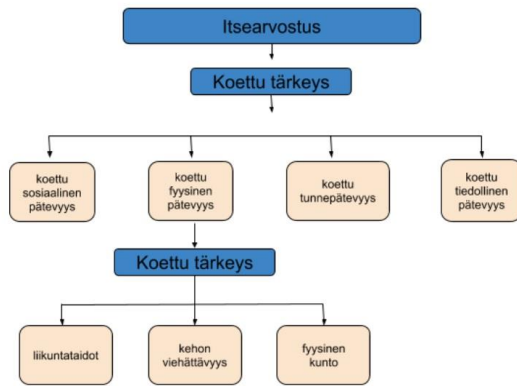 Itsearvostus
Koettu tärkeys
koettu
sosiaalinen
pätevyys
koettu
fyysinen
pätevyys
koettu
tunnepätevyys
koettu
tiedollinen
pätevyys
Koettu tärkeys
liikuntataidot
kehon
viehättävyys
fyysinen
kunto